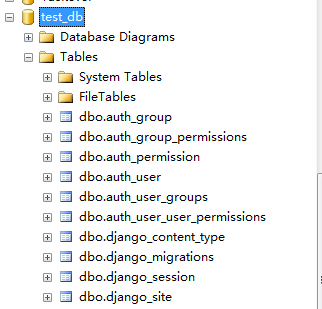 test_db
Database Diagrams
Tables
System Tables
FileTables
dbo.auth_group
dbo.auth_group_permissions
dbo.auth_permission
dbo.auth_user
dbo.auth_user_groups
dbo.auth_user_user_permissions
dbo.django_content_type
dbo.django_migrations
dbo.django_session
dbo.django_site